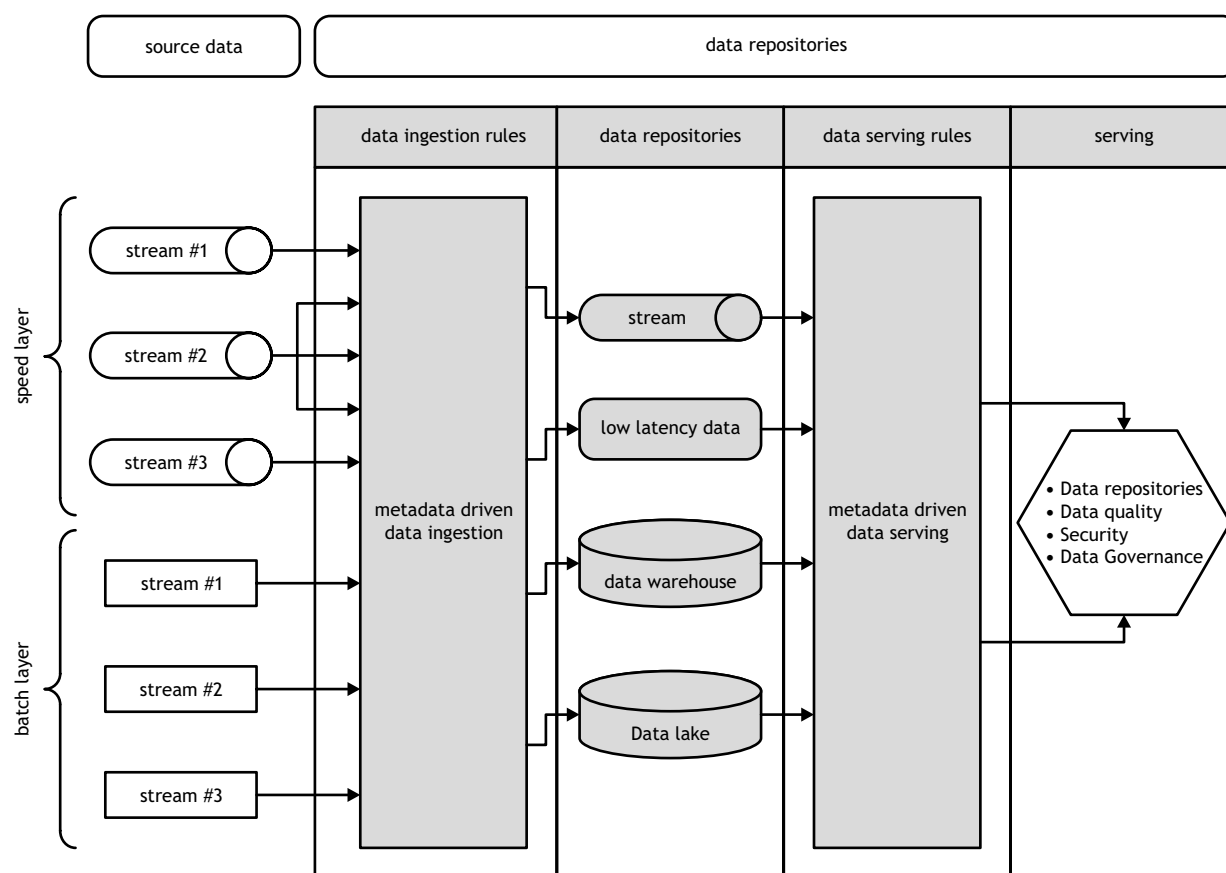 source data
data repositories
data ingestion rules
data repositories
data serving rules
serving
speed layer
stream #1
stream #2
stream #3
batch layer
stream #1
stream #2
stream #3
metadata driven
data ingestion
stream
low latency data
data warehouse
Data lake
metadata driven
data serving
• Data repositories
• Data quality
• Security
• Data Governance